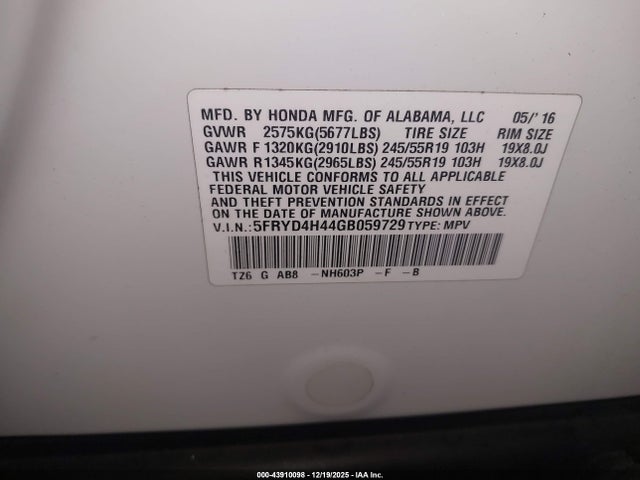 MFD. BY HONDA MFG. OF ALABAMA, LLC 05/'16
GVWR 2575KG(5677LBS) TIRE SIZE RIM SIZE
GAWR F 1320KG(2910LBS) 245/55R19 103H 19X8.0J
GAWR R1345KG(2965LBS) 245/55R19 103H 19X8.0J
THIS VEHICLE CONFORMS TO ALL APPLICABLE
FEDERAL MOTOR VEHICLE SAFETY
AND THEFT PREVENTION STANDARDS IN EFFECT
ON THE DATE OF MANUFACTURE SHOWN ABOVE.
V.I.N.: 5FRYD4H44GB059729 TYPE: MPV
TZ6 G AB8 -NH603P -F -B
000-43910098 - 12/19/2025 - IAA Inc.